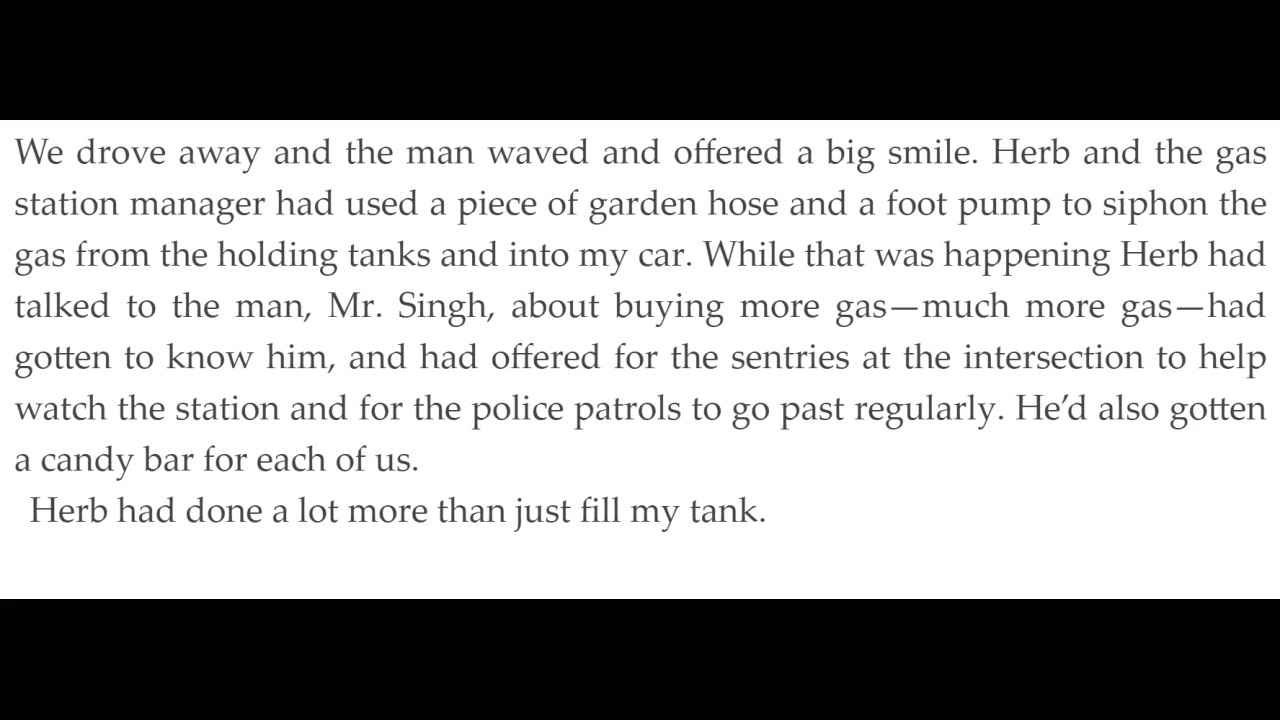 We drove away and the man waved and offered a big smile. Herb and the gas
station manager had used a piece of garden hose and a foot pump to siphon the
gas from the holding tanks and into my car. While that was happening Herb had
talked to the man, Mr. Singh, about buying more gas—much more gas—had
gotten to know him, and had offered for the sentries at the intersection to help
watch the station and for the police patrols to go past regularly. He’d also gotten
a candy bar for each of us.
Herb had done a lot more than just fill my tank.